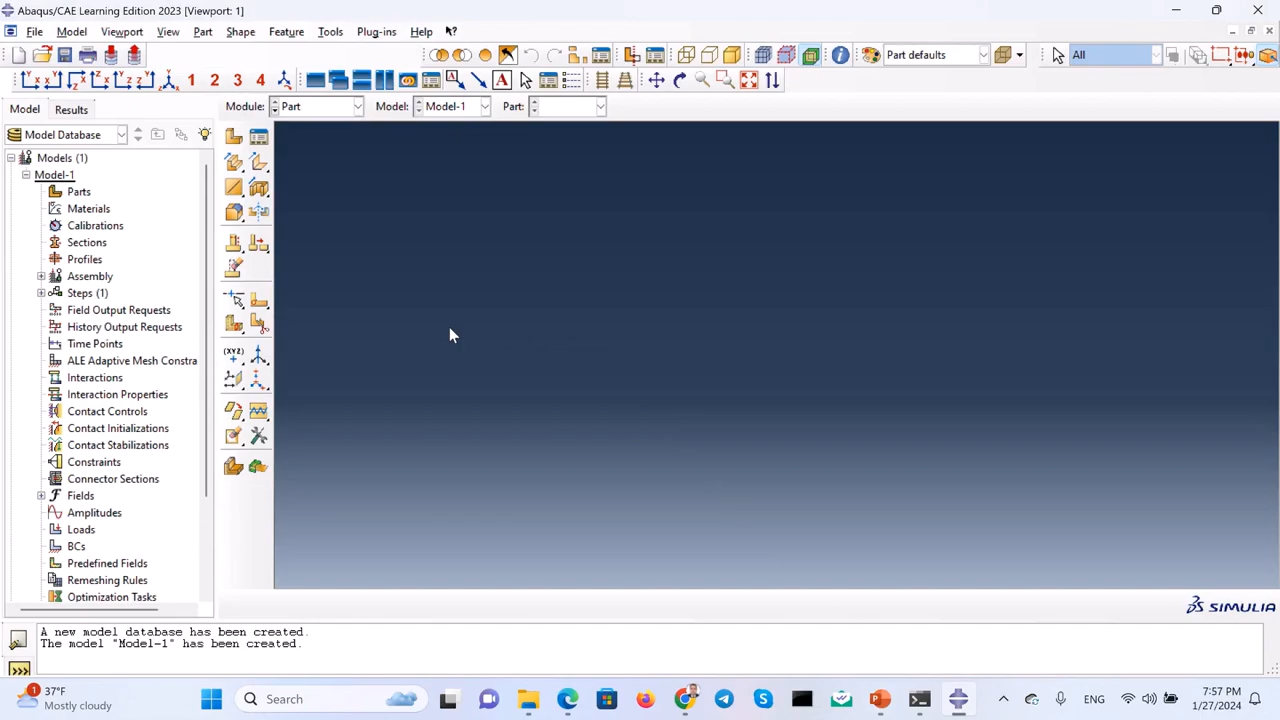 Abaqus/CAE Learning Edition 2023 [Viewport: 1]
File Model Viewport View Part Shape Feature Tools Plug-ins Help
Part defaults All
1 2 3 4 A
Model Results Module: Part Model: Model-1 Part:
Model Database
Models (1)
Model-1
Parts
Materials
Calibrations
Sections
Profiles
Assembly
Steps (1)
Field Output Requests
History Output Requests
Time Points
ALE Adaptive Mesh Constra
Interactions
Interaction Properties
Contact Controls
Contact Initializations
Contact Stabilizations
Constraints
Connector Sections
Fields
Amplitudes
Loads
BCs
Predefined Fields
Remeshing Rules
Optimization Tasks
(XYZ)
SIMULIA
A new model database has been created.
The model "Model-1" has been created.
>>>
1 37°F
Mostly cloudy
Search
ENG
7:57 PM
1/27/2024